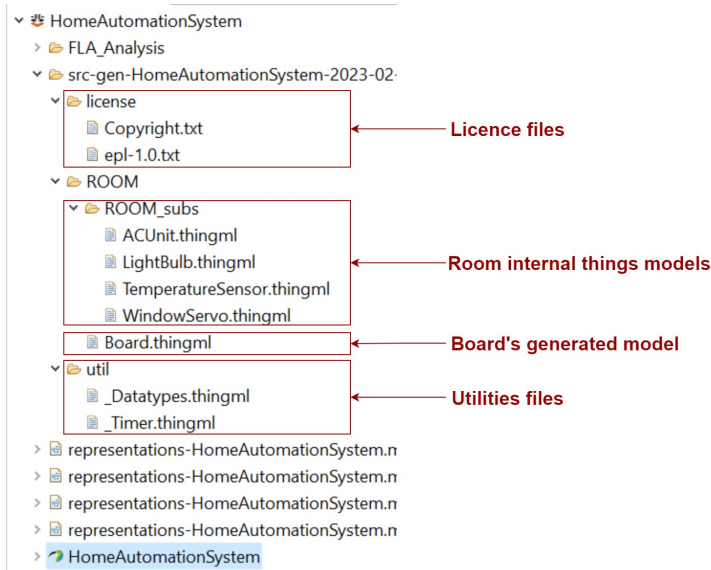 HomeAutomationSystem
FLA_Analysis
src-gen-HomeAutomationSystem-2023-02-
license
Copyright.txt
Licence files
epl-1.0.txt
ROOM
ROOM_subs
ACUnit.thingml
LightBulb.thingml
Room internal things models
TemperatureSensor.thingml
WindowServo.thingml
Board.thingml
Board's generated model
util
_Datatypes.thingml
Utilities files
_Timer.thingml
representations-HomeAutomationSystem.m
representations-HomeAutomationSystem.m
representations-HomeAutomationSystem.m
representations-HomeAutomationSystem.m
HomeAutomationSystem